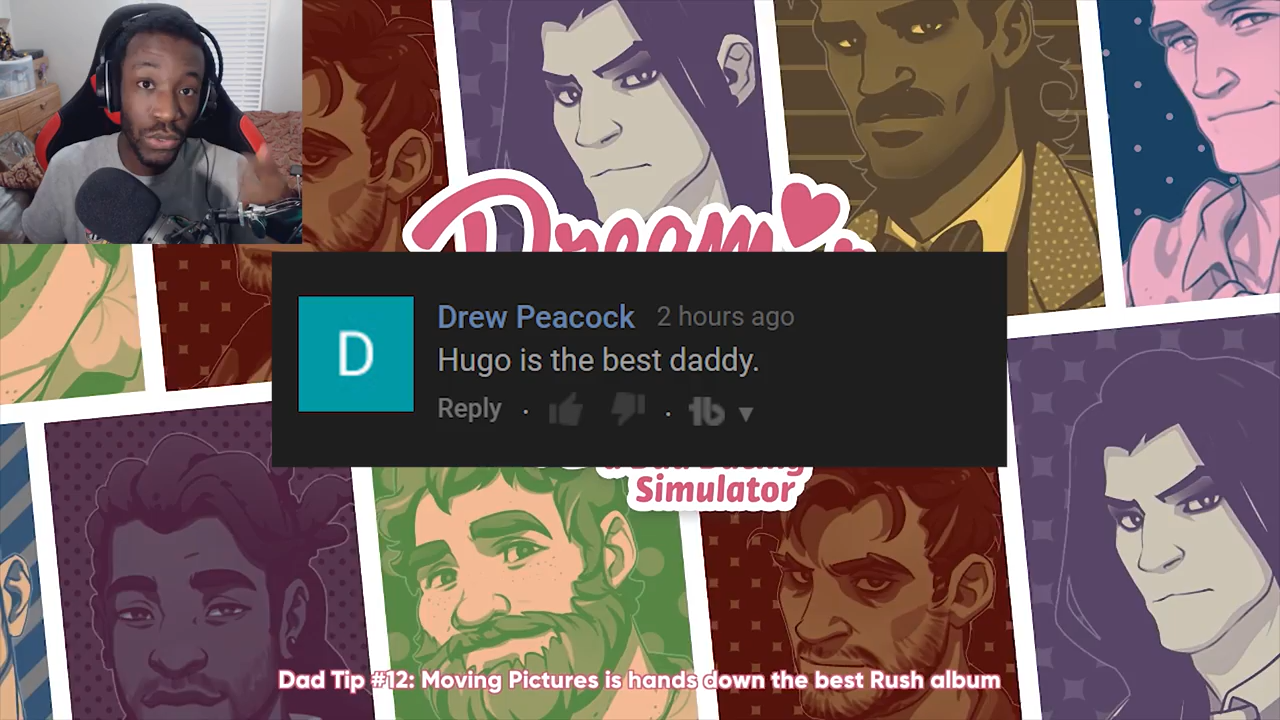 Dream
D
Drew Peacock 2 hours ago
Hugo is the best daddy.
Reply
Simulator
Dad Tip #12: Moving Pictures is hands down the best Rush album